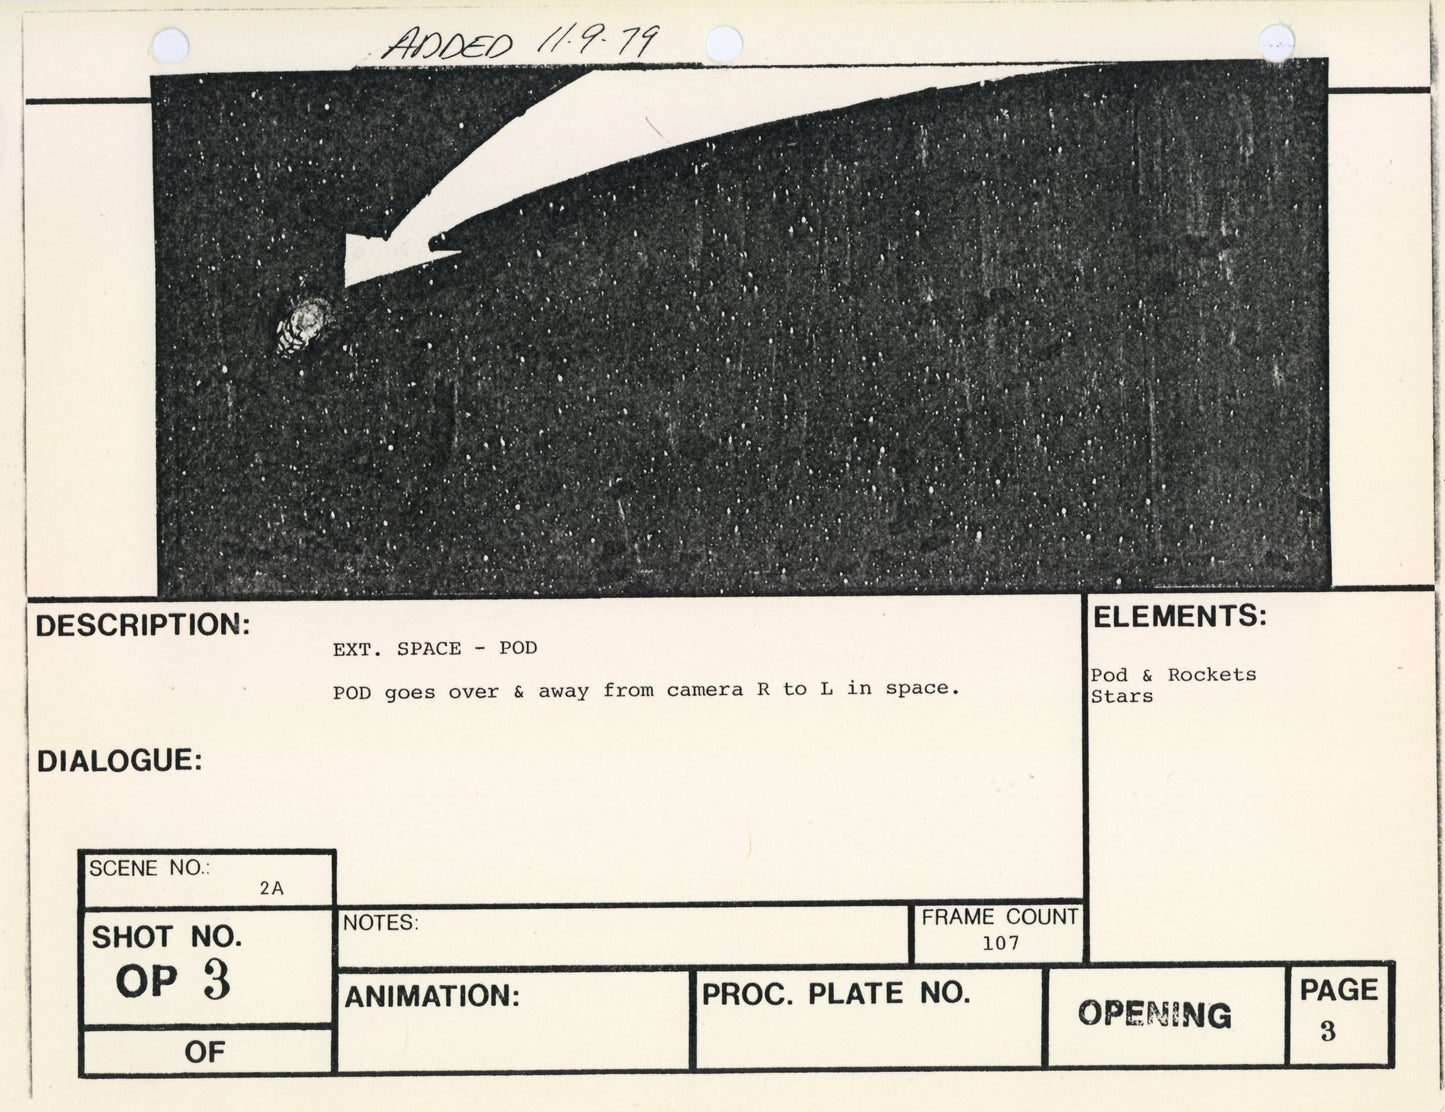 ADDED 11·9·79
DESCRIPTION:
EXT. SPACE - POD
POD goes over & away from camera R to L in space.
DIALOGUE:
ELEMENTS:
Pod & Rockets
Stars
SCENE NO.:
2A
SHOT NO.
OP 3
OF
NOTES:
FRAME COUNT
107
ANIMATION:
PROC. PLATE NO.
OPENING
PAGE
3